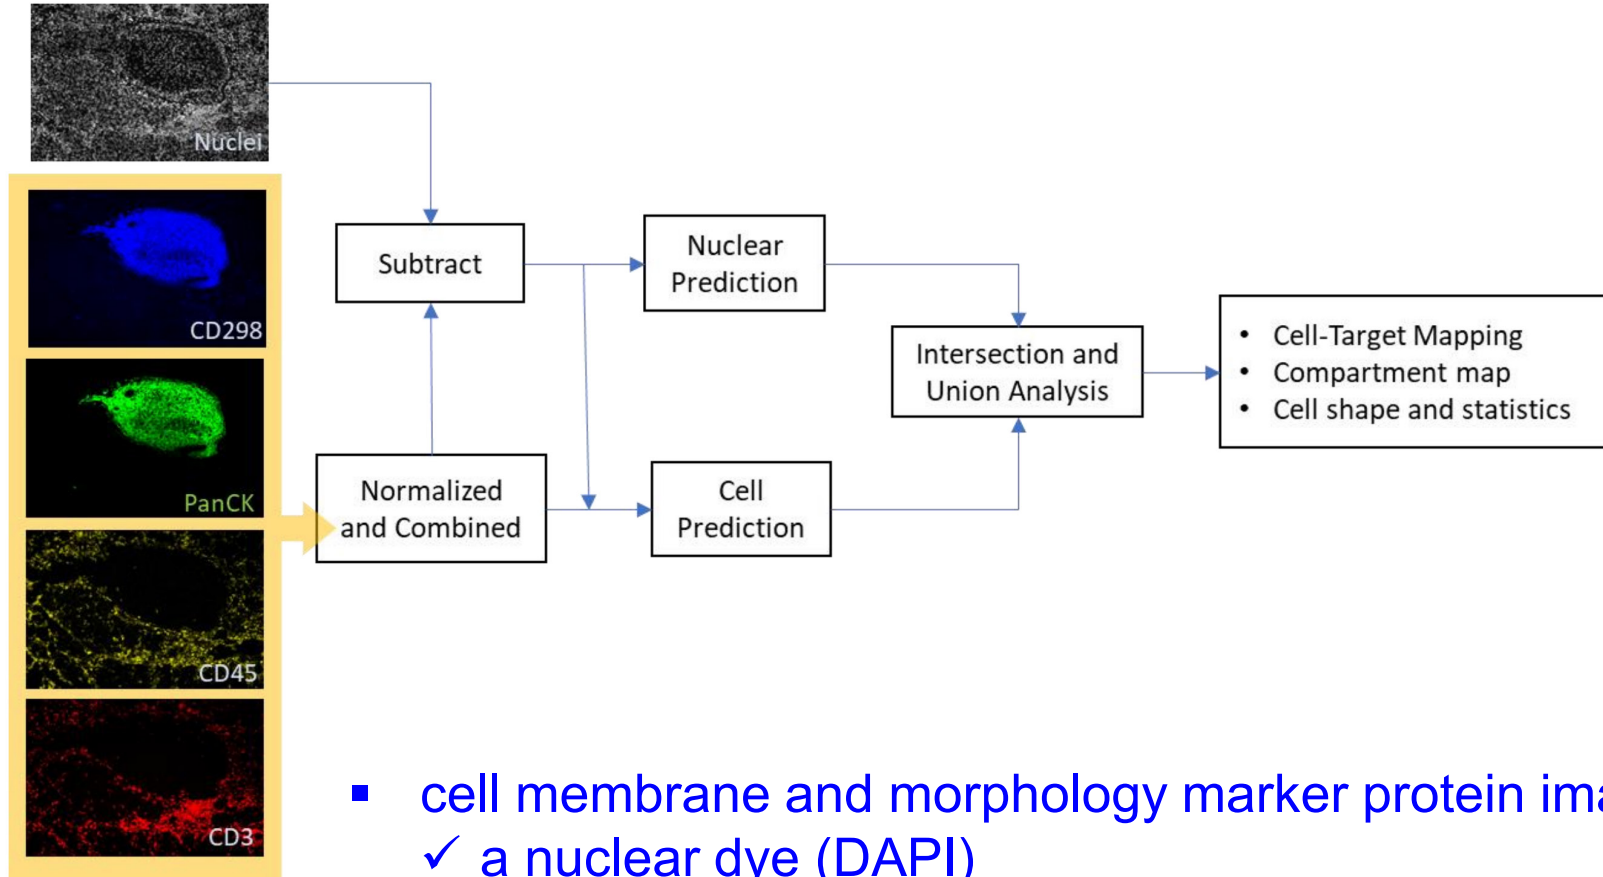 Nuclei
CD298
PanCK
CD45
CD3
Subtract
Normalized
and Combined
Nuclear
Prediction
Cell
Prediction
Intersection and
Union Analysis
• Cell-Target Mapping
• Compartment map
• Cell shape and statistics
▪ cell membrane and morphology marker protein
✓ a nuclear dye (DAPI)